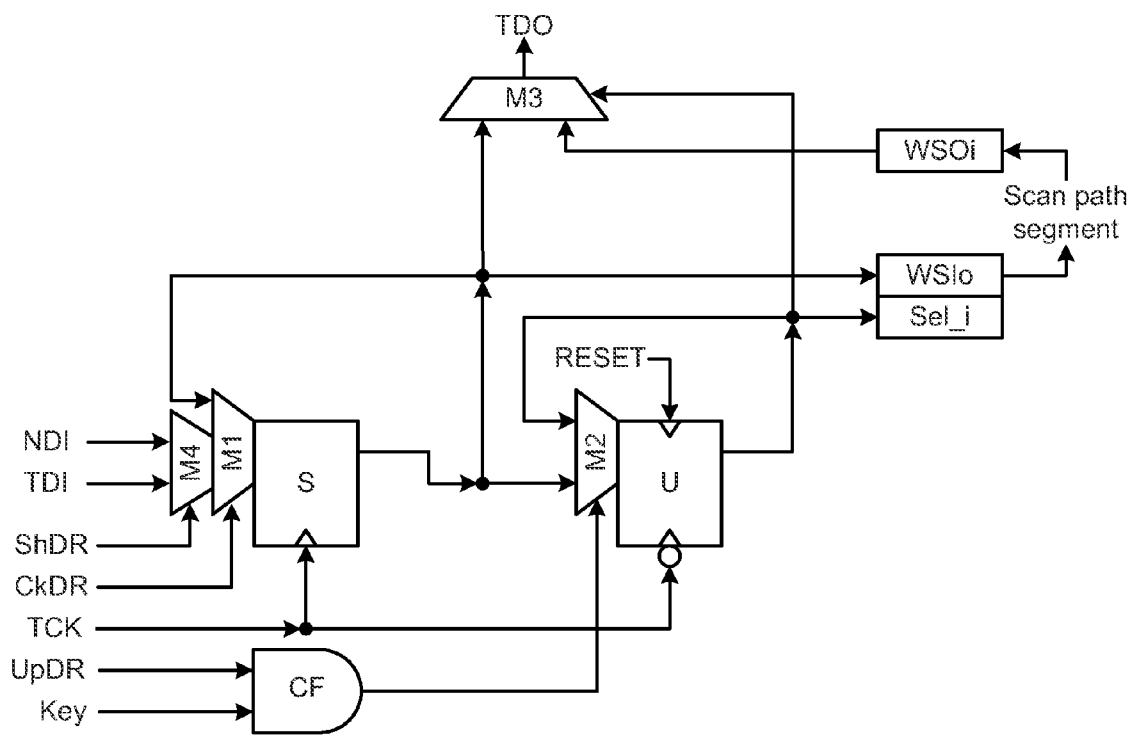 TDO
M3
WSOi
Scan path
segment
WSIo
Sel_i
RESET
NDI
TDI
M4
M1
S
M2
U
ShDR
CkDR
TCK
UpDR
Key
CF